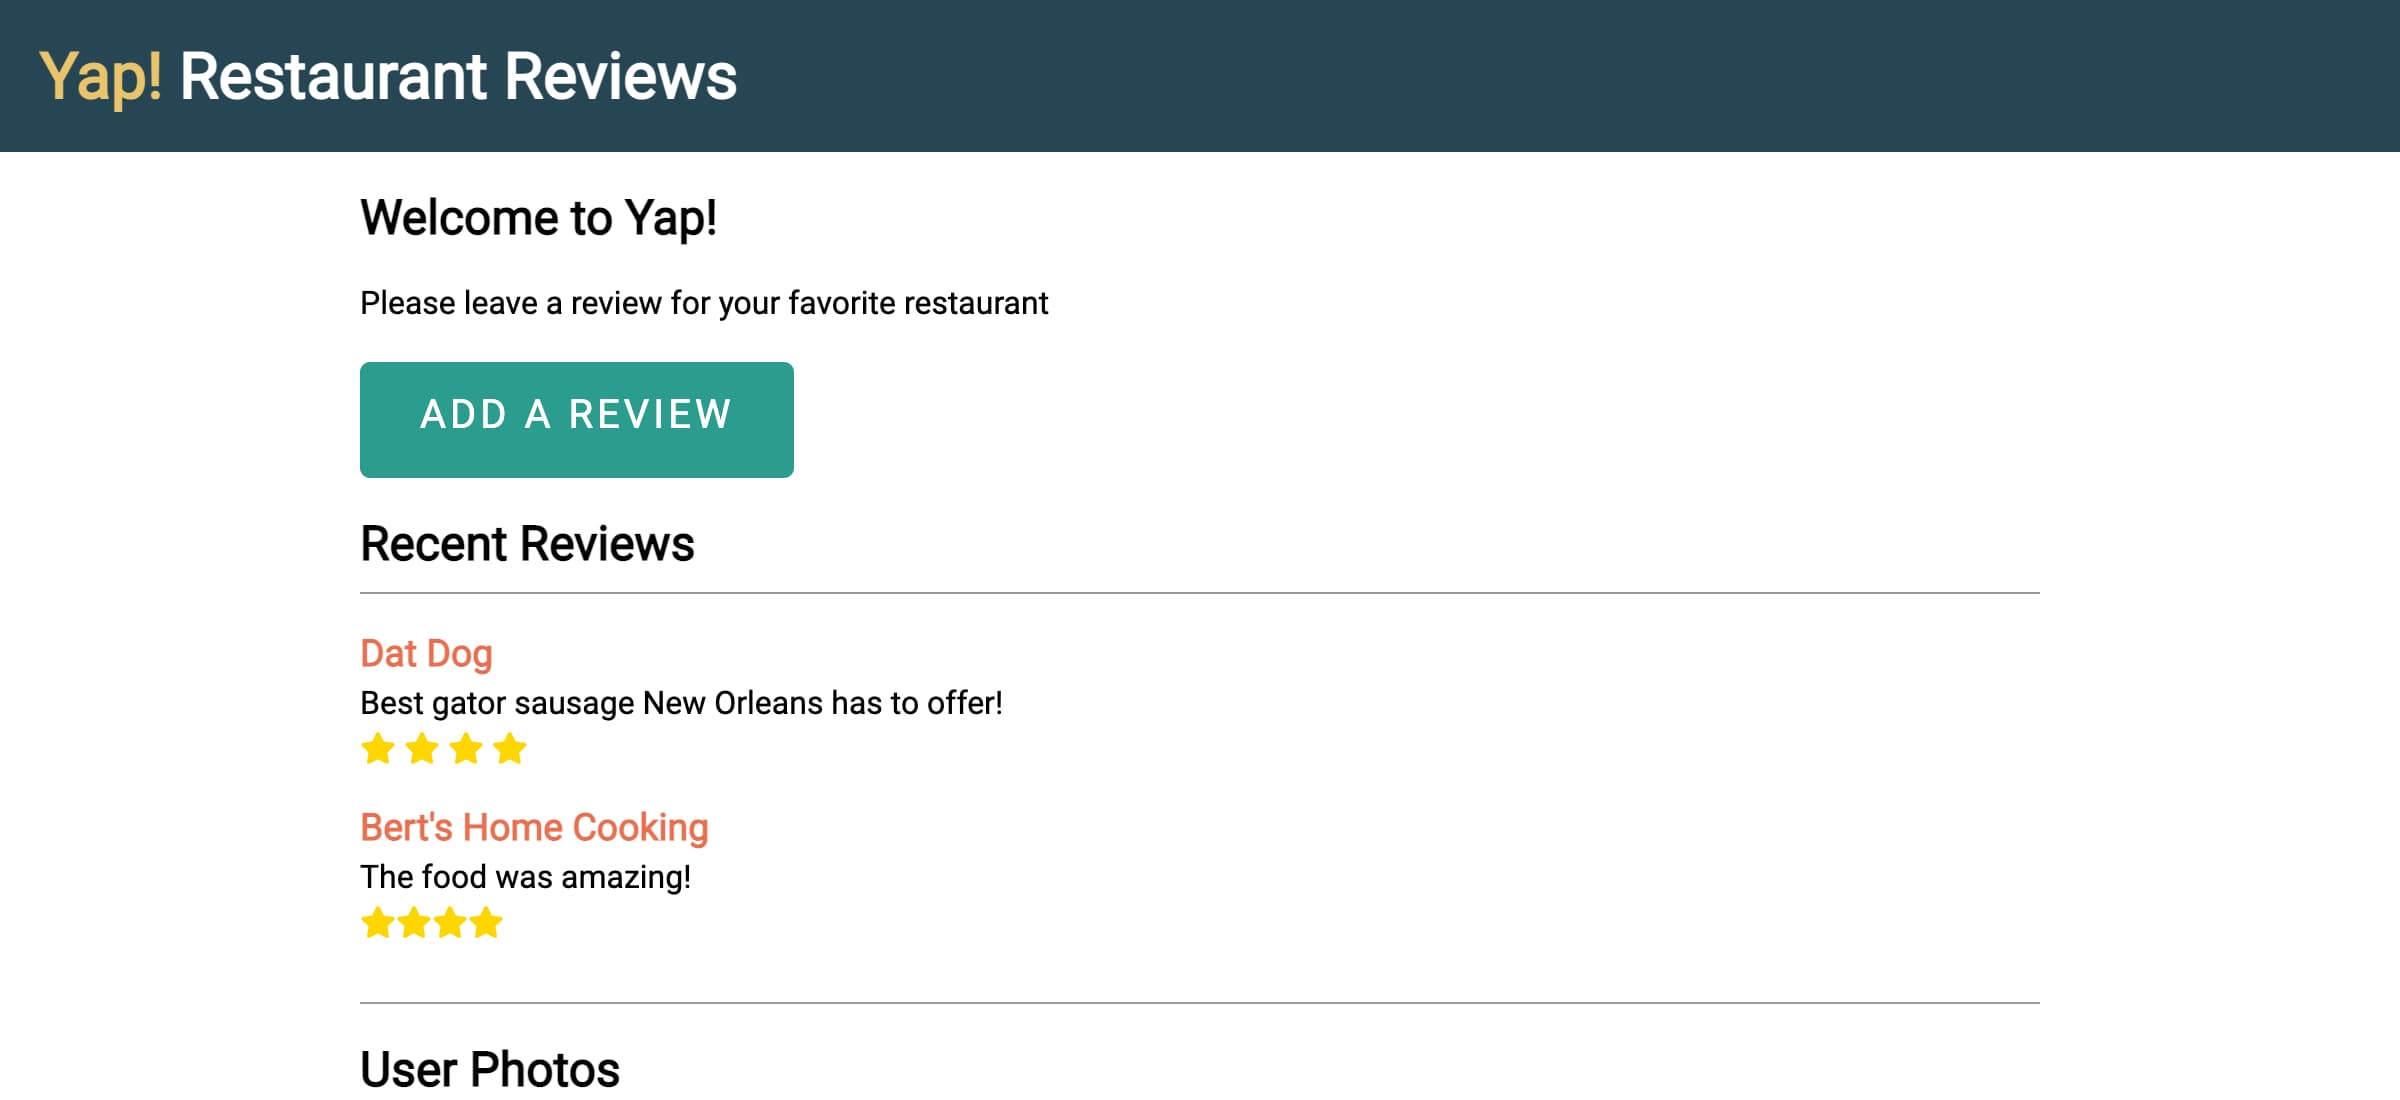 Yap! Restaurant Reviews
Welcome to Yap!
Please leave a review for your favorite restaurant
ADD A REVIEW
Recent Reviews
Dat Dog
Best gator sausage New Orleans has to offer!
Bert's Home Cooking
The food was amazing!
User Photos